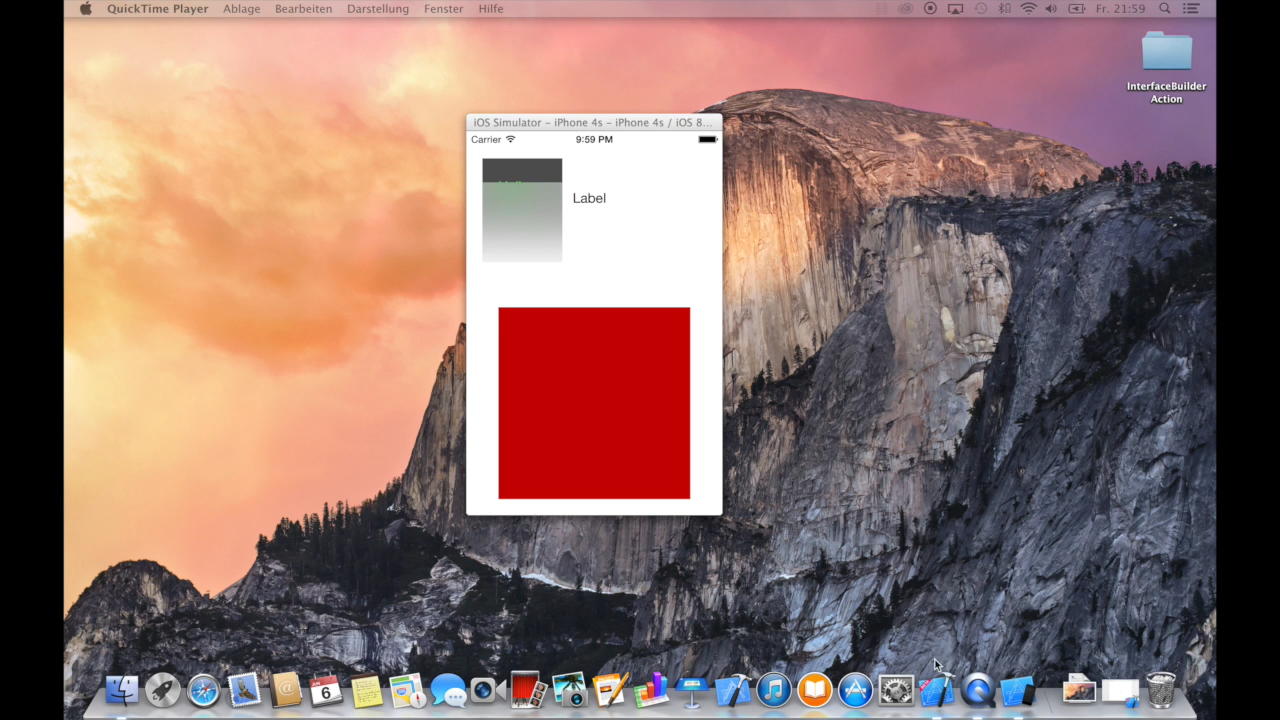 QuickTime Player Ablage Bearbeiten Darstellung Fenster Hilfe Fr. 21:59
InterfaceBuilder
Action
iOS Simulator – iPhone 4s – iPhone 4s / iOS 8...
Carrier 9:59 PM
Label
6